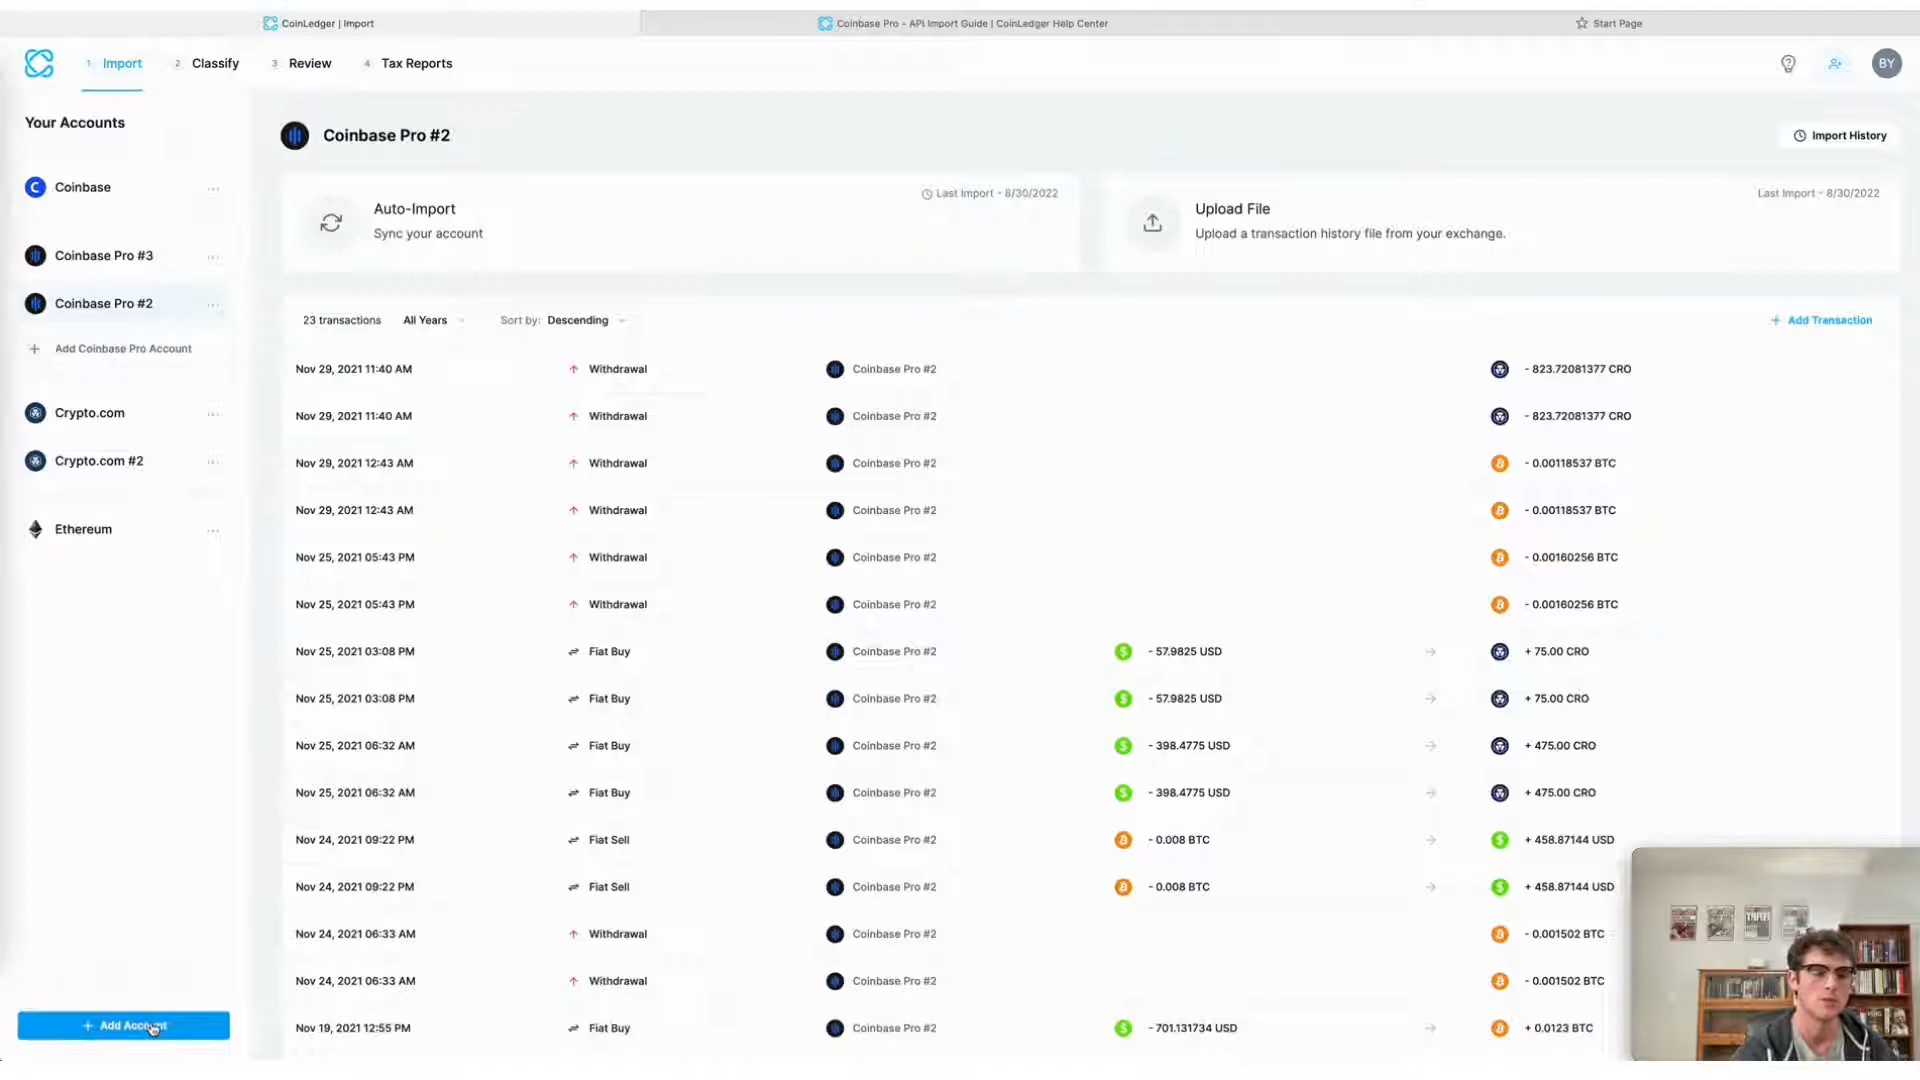 CoinLedger | Import
Coinbase Pro - API Import Guide | CoinLedger Help Center
Start Page
1 Import
2 Classify
3 Review
4 Tax Reports
BY
Your Accounts
Coinbase
Coinbase Pro #3
Coinbase Pro #2
Add Coinbase Pro Account
Crypto.com
Crypto.com #2
Ethereum
+ Add Account
Coinbase Pro #2
Import History
Auto-Import
Sync your account
Last Import - 8/30/2022
Upload File
Upload a transaction history file from your exchange.
Last Import - 8/30/2022
23 transactions All Years Sort by: Descending + Add Transaction
Nov 29, 2021 11:40 AM Withdrawal Coinbase Pro #2 - 823.72081377 CRO
Nov 29, 2021 11:40 AM Withdrawal Coinbase Pro #2 - 823.72081377 CRO
Nov 29, 2021 12:43 AM Withdrawal Coinbase Pro #2 - 0.00118537 BTC
Nov 29, 2021 12:43 AM Withdrawal Coinbase Pro #2 - 0.00118537 BTC
Nov 25, 2021 05:43 PM Withdrawal Coinbase Pro #2 - 0.00160256 BTC
Nov 25, 2021 05:43 PM Withdrawal Coinbase Pro #2 - 0.00160256 BTC
Nov 25, 2021 03:08 PM Fiat Buy Coinbase Pro #2 - 57.9825 USD + 75.00 CRO
Nov 25, 2021 03:08 PM Fiat Buy Coinbase Pro #2 - 57.9825 USD + 75.00 CRO
Nov 25, 2021 06:32 AM Fiat Buy Coinbase Pro #2 - 398.4775 USD + 475.00 CRO
Nov 25, 2021 06:32 AM Fiat Buy Coinbase Pro #2 - 398.4775 USD + 475.00 CRO
Nov 24, 2021 09:22 PM Fiat Sell Coinbase Pro #2 - 0.008 BTC + 458.87144 USD
Nov 24, 2021 09:22 PM Fiat Sell Coinbase Pro #2 - 0.008 BTC + 458.87144 USD
Nov 24, 2021 06:33 AM Withdrawal Coinbase Pro #2 - 0.001502 BTC
Nov 24, 2021 06:33 AM Withdrawal Coinbase Pro #2 - 0.001502 BTC
Nov 19, 2021 12:55 PM Fiat Buy Coinbase Pro #2 - 701.131734 USD + 0.0123 BTC